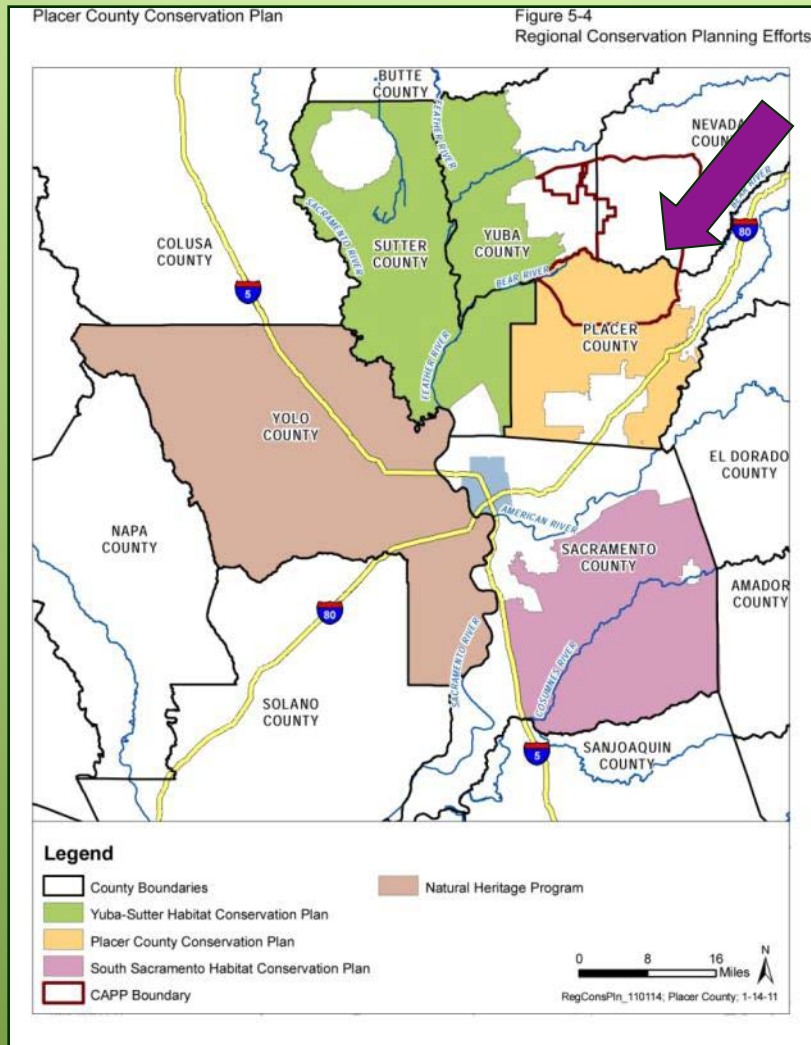 Placer County Conservation Plan
Figure 5-4
Regional Conservation Planning Efforts
BUTTE
COUNTY
FEATHER RIVER
NEVADA
COUNTY
BEAR RIVER
80
SACRAMENTO RIVER
COLUSA
COUNTY
SUTTER
COUNTY
YUBA
COUNTY
BEAR RIVER
5
PLACER
COUNTY
FEATHER RIVER
YOLO
COUNTY
EL DORADO
COUNTY
AMERICAN RIVER
NAPA
COUNTY
SACRAMENTO
COUNTY
AMADOR
COUNTY
80
SACRAMENTO RIVER
COSUMNES RIVER
SOLANO
COUNTY
SANJOAQUIN
COUNTY
5
Legend
County Boundaries
Natural Heritage Program
Yuba-Sutter Habitat Conservation Plan
Placer County Conservation Plan
South Sacramento Habitat Conservation Plan
CAPP Boundary
0 8 16
Miles
N
RegConsPln_110114; Placer County; 1-14-11